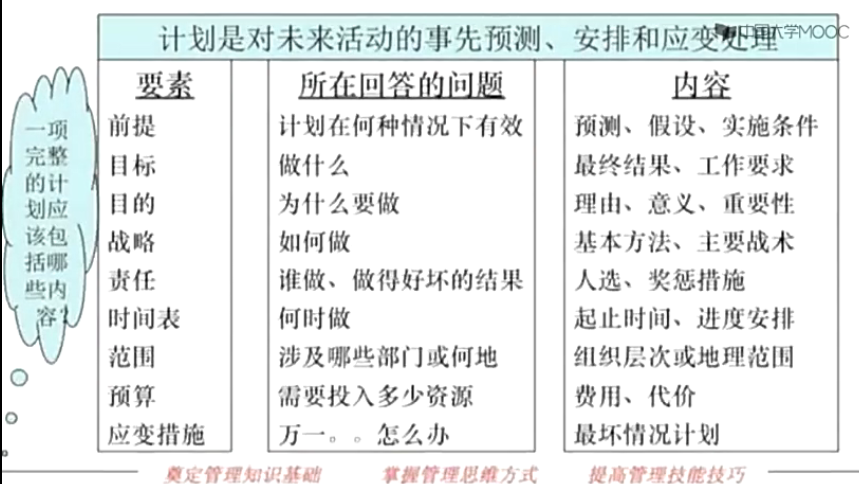 中国大学MOOC
计划是对未来活动的事先预测、安排和应变处理
一项
完整
的计
划应
该包
括哪
些内
容?
要素 所在回答的问题 内容
前提 计划在何种情况下有效 预测、假设、实施条件
目标 做什么 最终结果、工作要求
目的 为什么要做 理由、意义、重要性
战略 如何做 基本方法、主要战术
责任 谁做、做得好坏的结果 人选、奖惩措施
时间表 何时做 起止时间、进度安排
范围 涉及哪些部门或何地 组织层次或地理范围
预算 需要投入多少资源 费用、代价
应变措施 万一。。怎么办 最坏情况计划
奠定管理知识基础 掌握管理思维方式 提高管理技能技巧